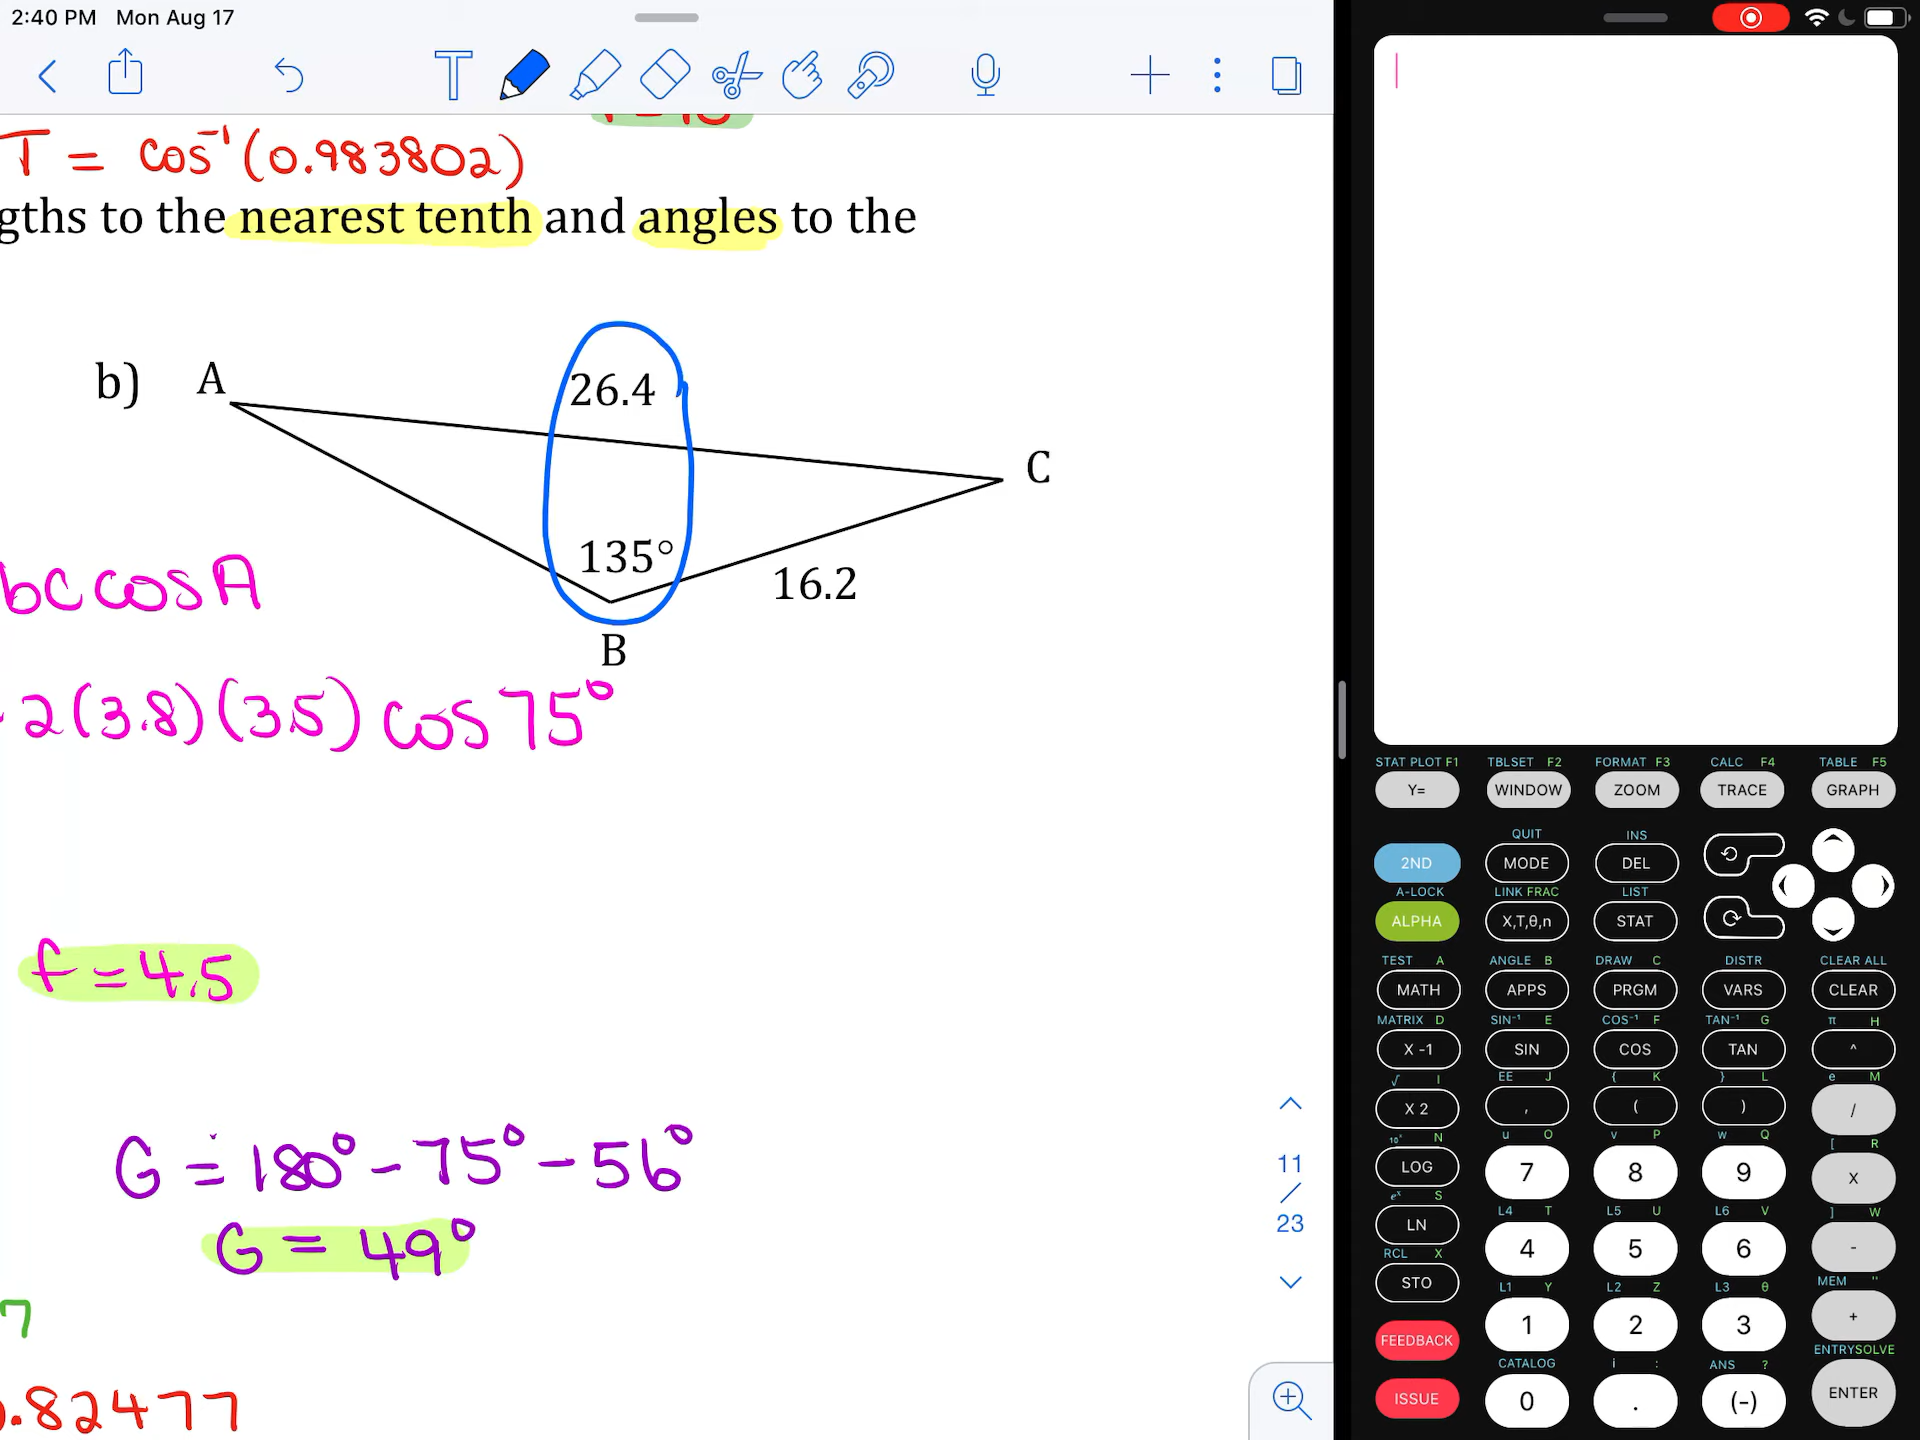 2:40 PM Mon Aug 17
T = cos⁻¹(0.983802)
gths to the nearest tenth and angles to the
b) A
26.4
C
135°
16.2
B
bc cos A
2(3.8)(3.5) cos 75°
f = 4.5
G = 180° - 75° - 56°
G = 49°
7
.82477
11
/
23
STAT PLOT F1 TBLSET F2 FORMAT F3 CALC F4 TABLE F5
Y= WINDOW ZOOM TRACE GRAPH
QUIT INS
2ND MODE DEL
A-LOCK LINK FRAC LIST
ALPHA X,T,θ,n STAT
TEST A ANGLE B DRAW C DISTR CLEAR ALL
MATH APPS PRGM VARS CLEAR
MATRIX D SIN⁻¹ E COS⁻¹ F TAN⁻¹ G π H
X -1 SIN COS TAN ^
√ I EE J { K } L e M
X 2 , ( ) /
10ˣ N u O v P w Q [ R
LOG 7 8 9 X
eˣ S L4 T L5 U L6 V ] W
LN 4 5 6 -
RCL X L1 Y L2 Z L3 θ MEM "
STO 1 2 3 +
FEEDBACK
CATALOG i : ANS ? ENTRY SOLVE
ISSUE 0 . (-) ENTER